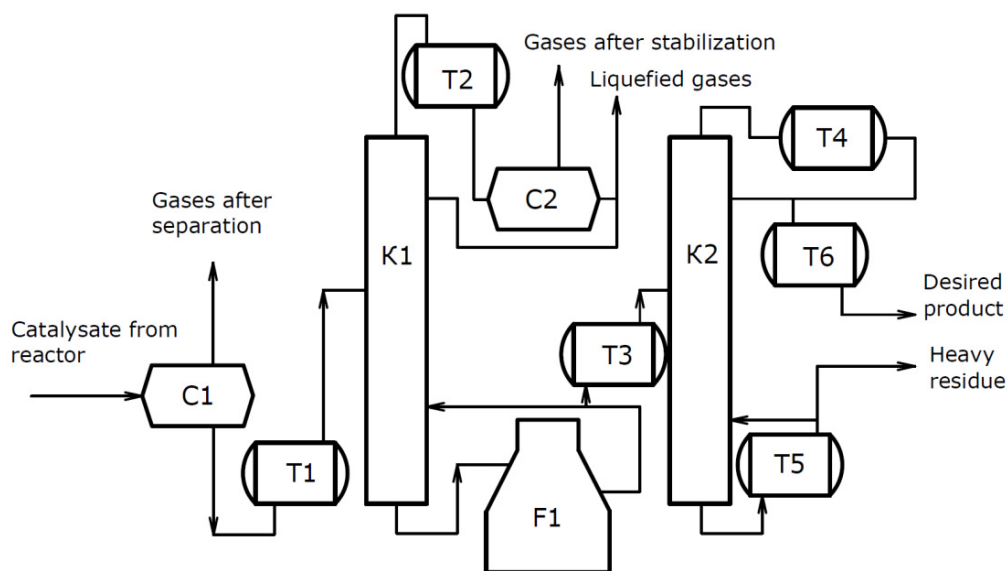 Gases after stabilization
Liquefied gases
T2
T4
C2
Gases after
separation
K1
K2
T6
Desired
product
Catalysate from
reactor
T3
Heavy
residue
C1
T1
T5
F1